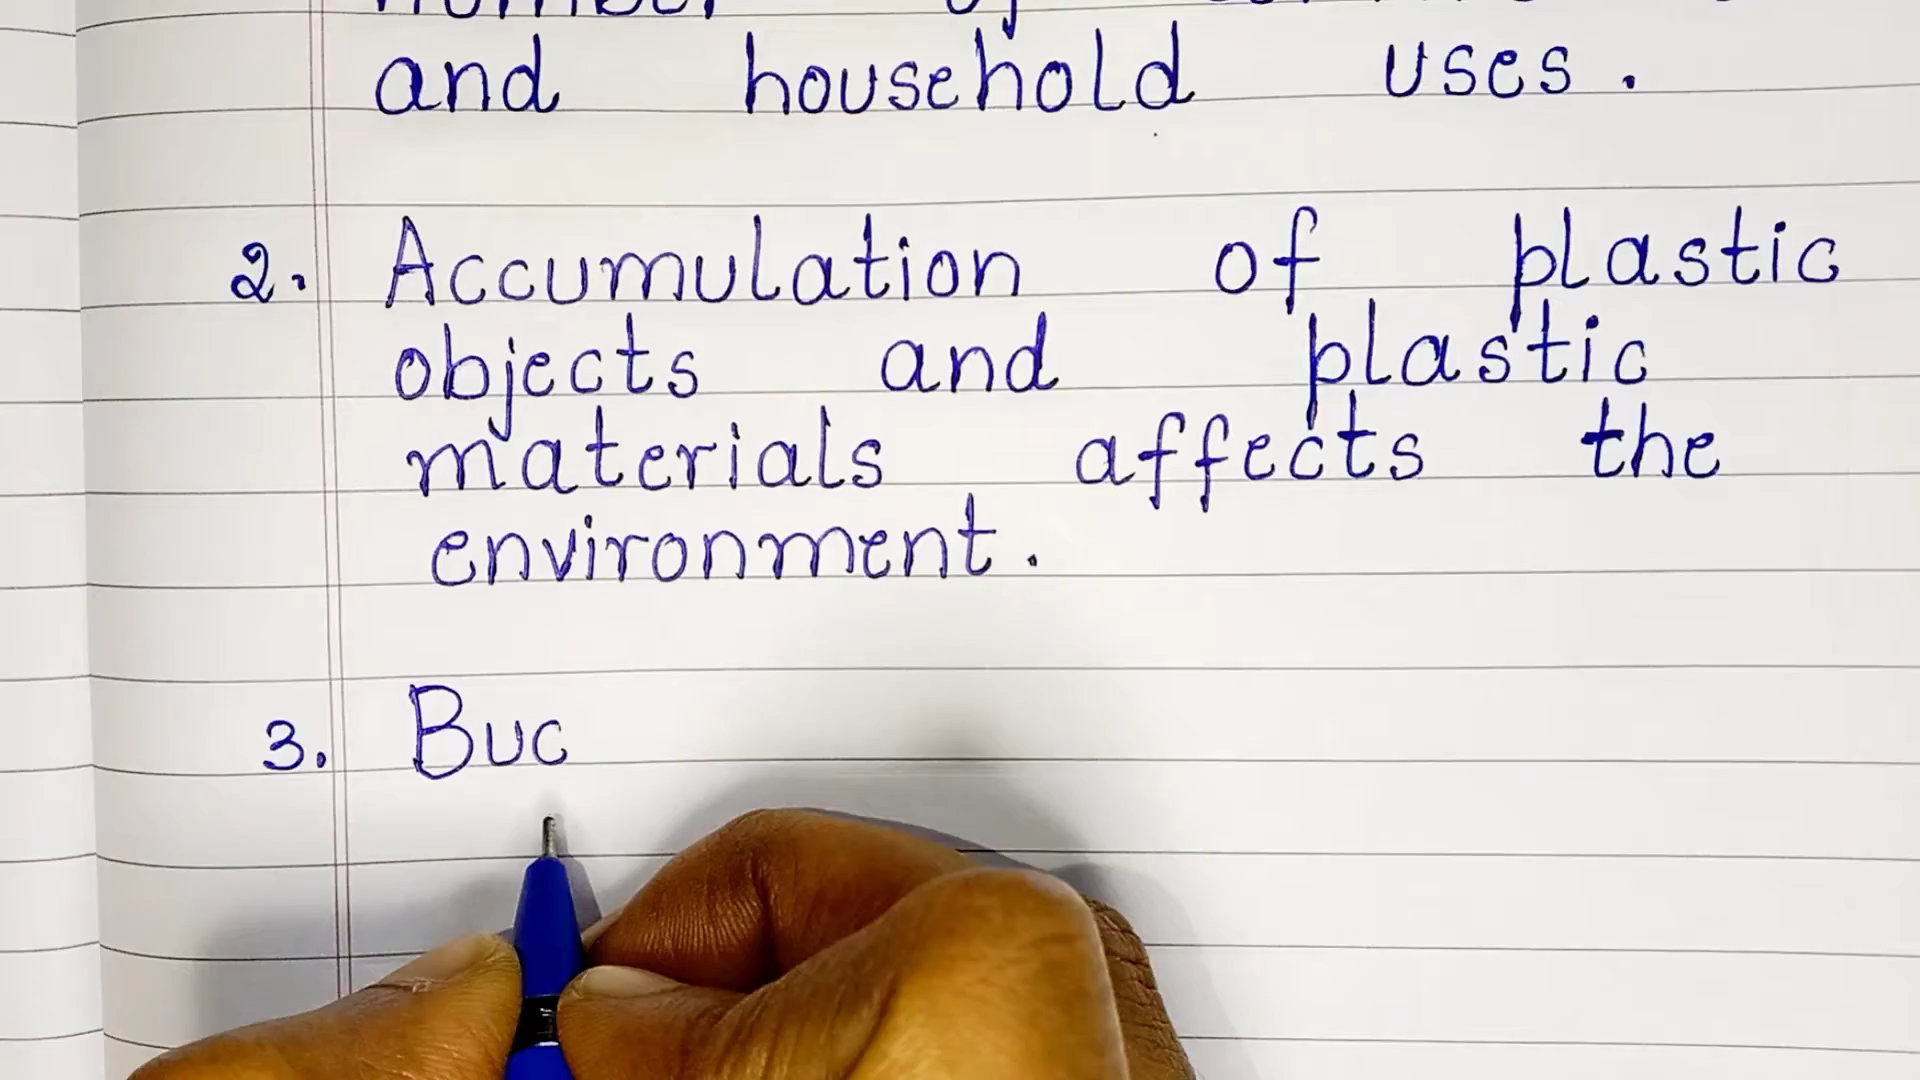 and household uses.
2. Accumulation of plastic
objects and plastic
materials affects the
environment.
3. Buc